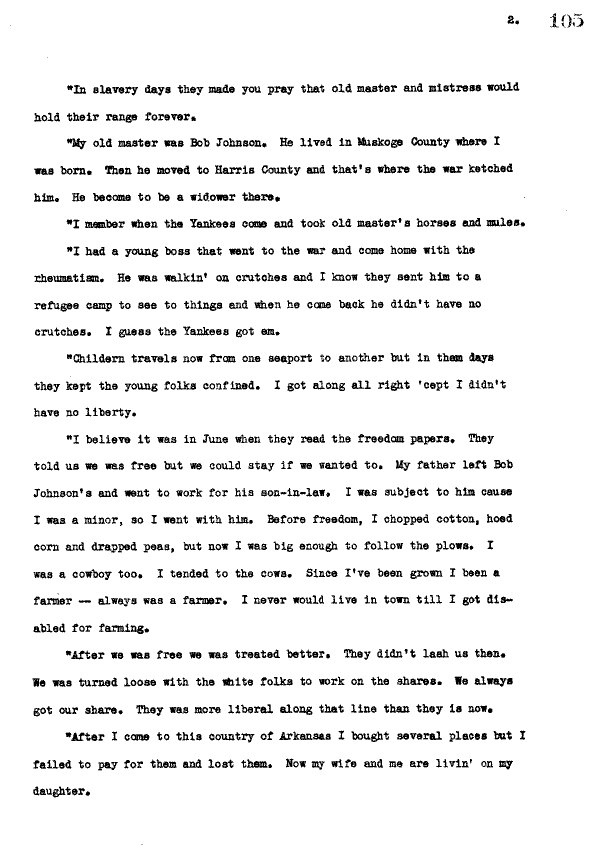 2. 105
"In slavery days they made you pray that old master and mistress would
hold their range forever.
"My old master was Bob Johnson. He lived in Muskoge County where I
was born. Then he moved to Harris County and that's where the war ketched
him. He become to be a widower there.
"I member when the Yankees come and took old master's horses and mules.
"I had a young boss that went to the war and come home with the
rheumatism. He was walkin' on crutches and I know they sent him to a
refugee camp to see to things and when he come back he didn't have no
crutches. I guess the Yankees got em.
"Childern travels now from one seaport to another but in them days
they kept the young folks confined. I got along all right 'cept I didn't
have no liberty.
"I believe it was in June when they read the freedom papers. They
told us we was free but we could stay if we wanted to. My father left Bob
Johnson's and went to work for his son-in-law. I was subject to him cause
I was a minor, so I went with him. Before freedom, I chopped cotton, hoed
corn and drapped peas, but now I was big enough to follow the plows. I
was a cowboy too. I tended to the cows. Since I've been grown I been a
farmer -- always was a farmer. I never would live in town till I got dis-
abled for farming.
"After we was free we was treated better. They didn't lash us then.
We was turned loose with the white folks to work on the shares. We always
got our share. They was more liberal along that line than they is now.
"After I come to this country of Arkansas I bought several places but I
failed to pay for them and lost them. Now my wife and me are livin' on my
daughter.